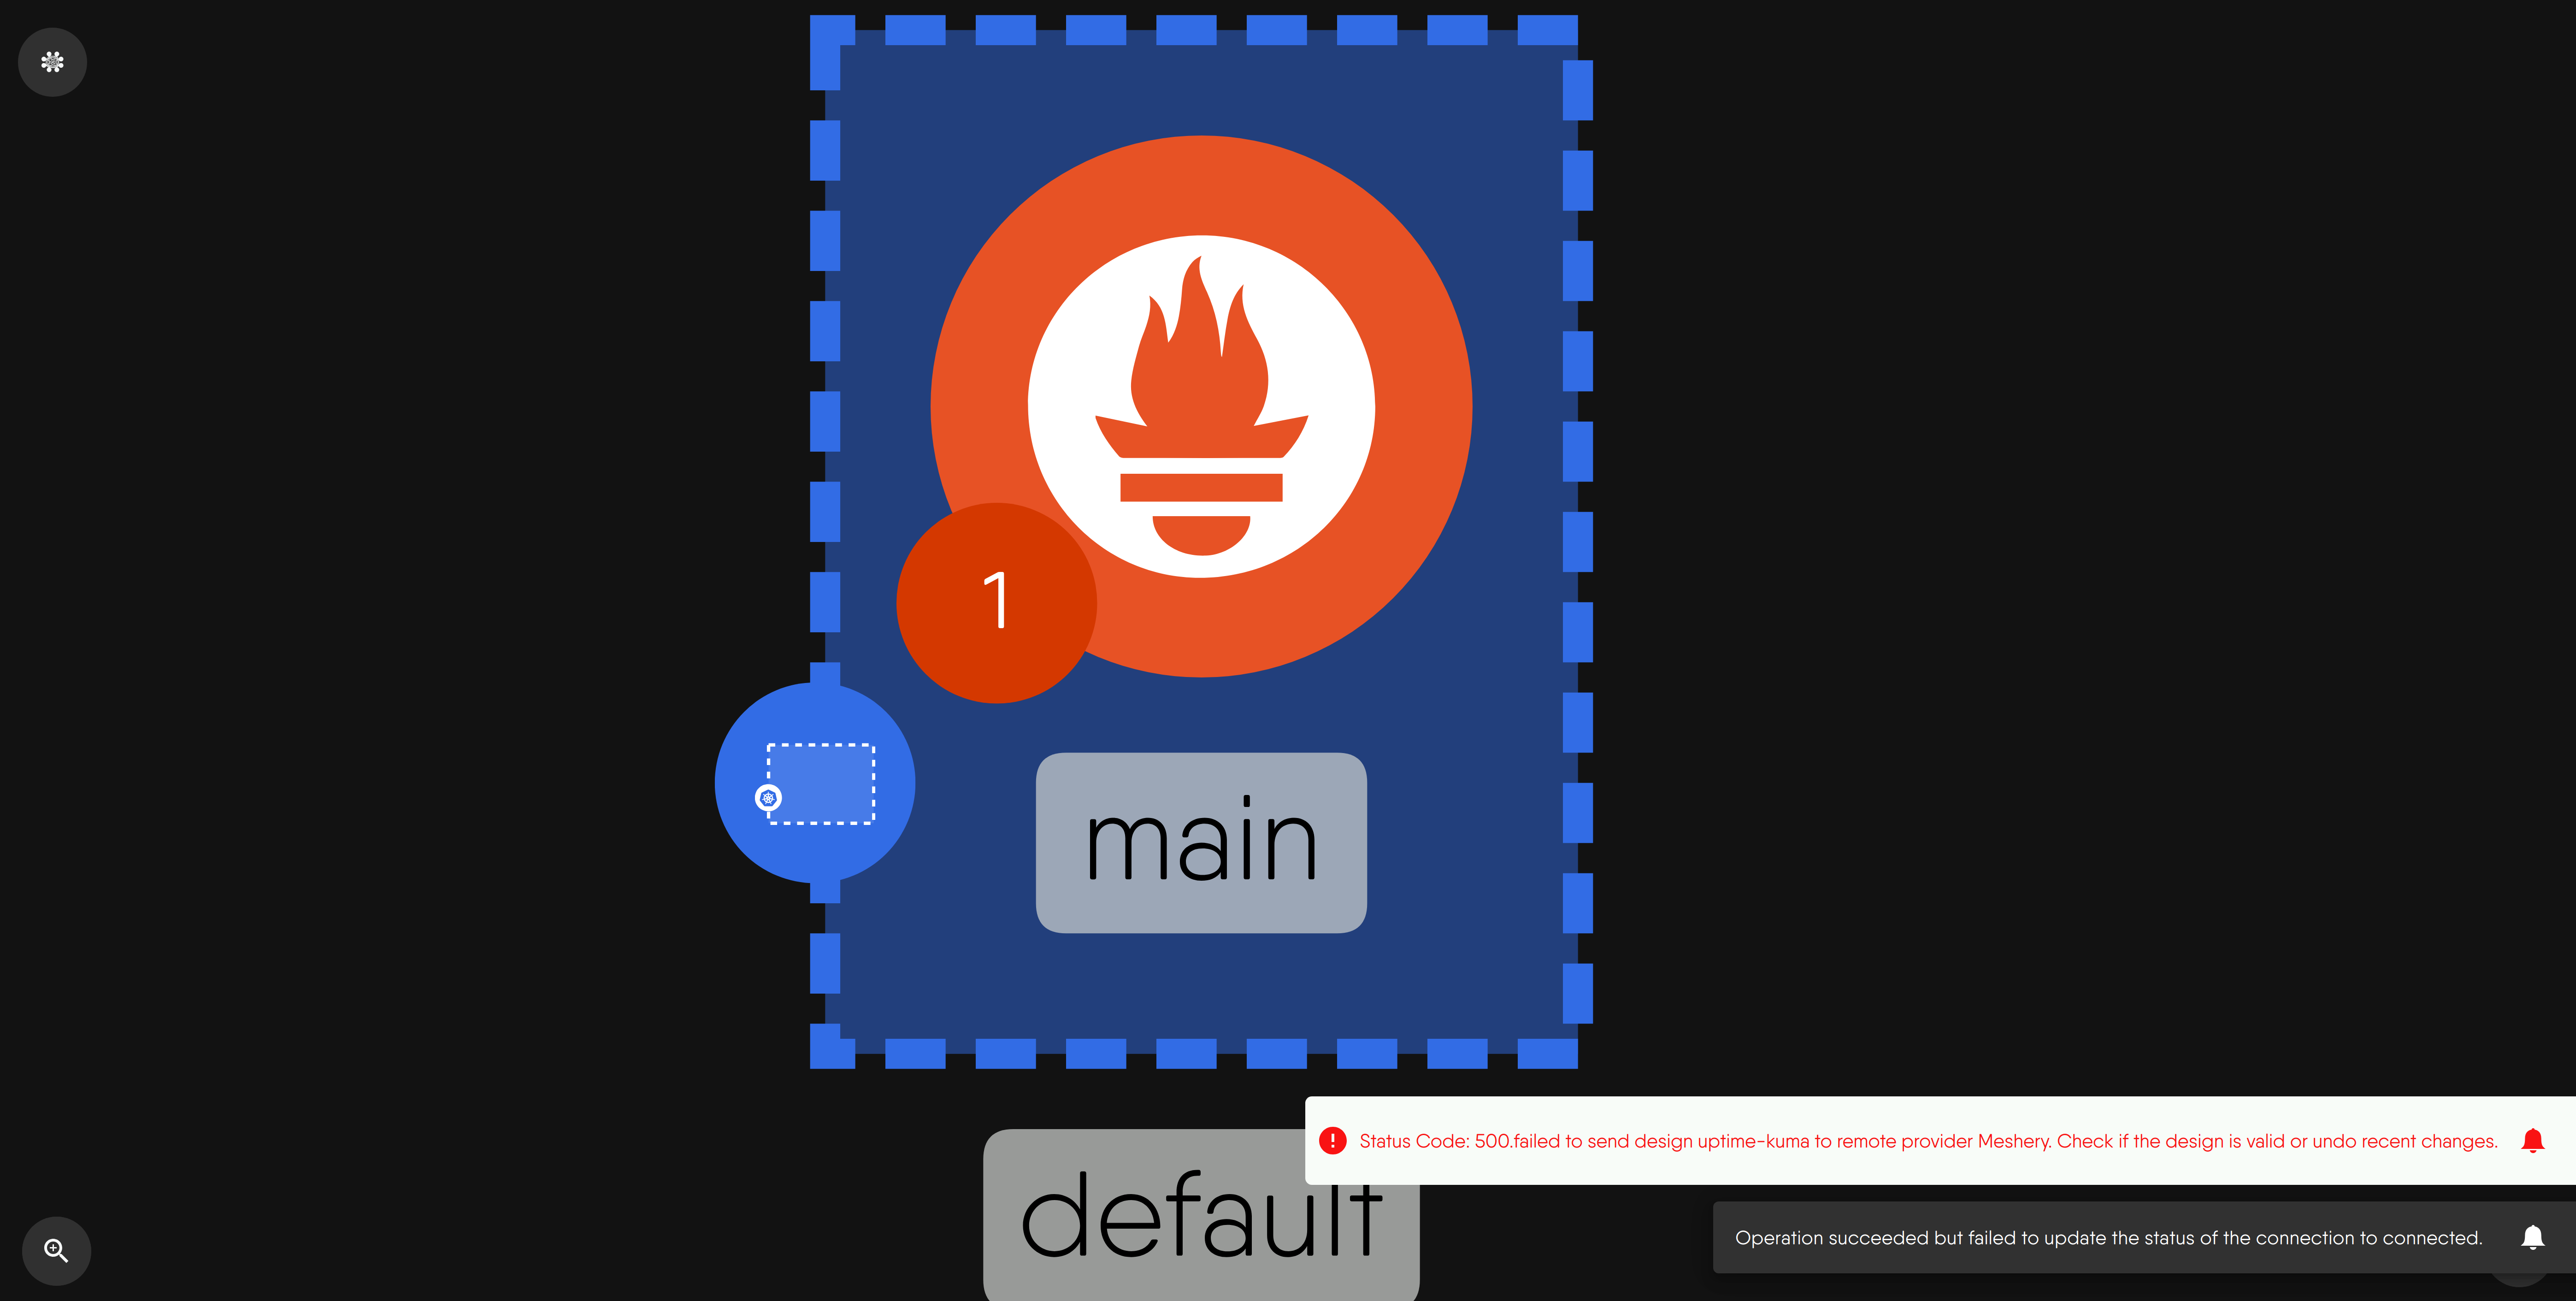 1
main
default
Status Code: 500.failed to send design uptime-kuma to remote provider Meshery. Check if the design is valid or undo recent changes.
Operation succeeded but failed to update the status of the connection to connected.